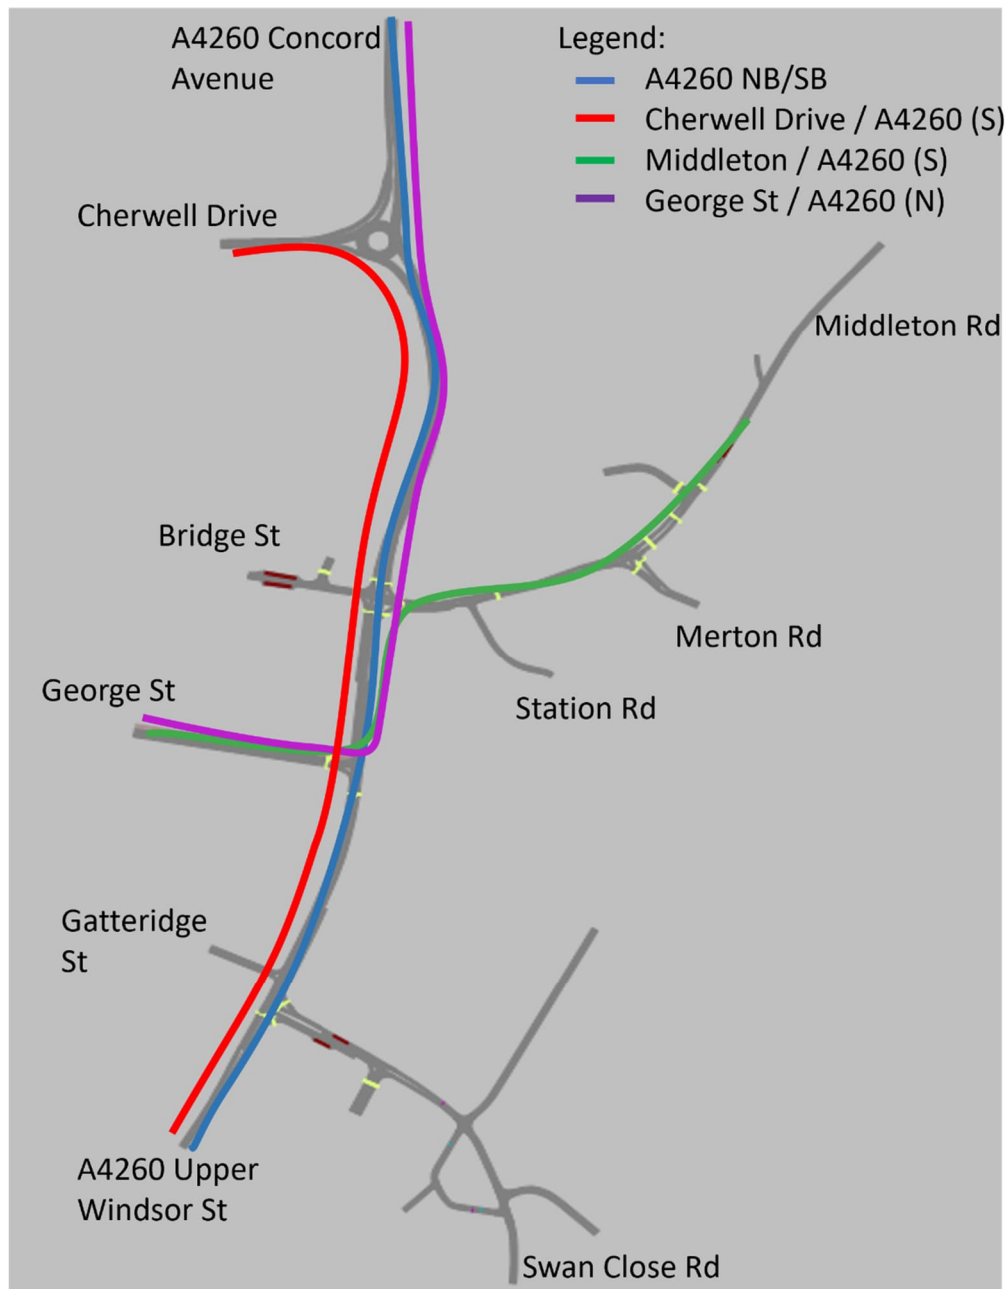 A4260 Concord
Avenue
Legend:
A4260 NB/SB
Cherwell Drive / A4260 (S)
Middleton / A4260 (S)
George St / A4260 (N)
Cherwell Drive
Middleton Rd
Bridge St
Merton Rd
George St
Station Rd
Gatteridge
St
A4260 Upper
Windsor St
Swan Close Rd